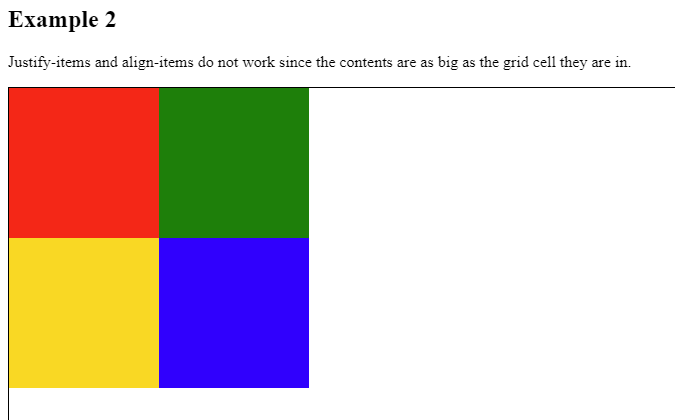 Example 2
Justify-items and align-items do not work since the contents are as big as the grid cell they are in.